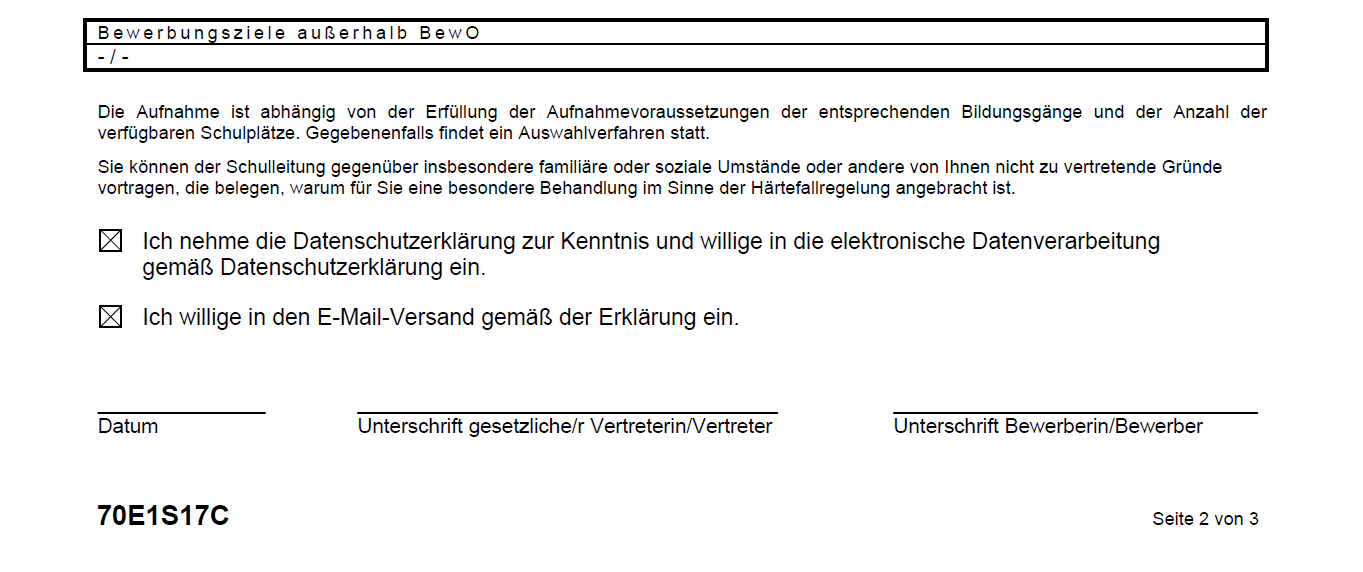 Bewerbungsziele außerhalb BewO
- / -
Die Aufnahme ist abhängig von der Erfüllung der Aufnahmevoraussetzungen der entsprechenden Bildungsgänge und der Anzahl der
verfügbaren Schulplätze. Gegebenenfalls findet ein Auswahlverfahren statt.
Sie können der Schulleitung gegenüber insbesondere familiäre oder soziale Umstände oder andere von Ihnen nicht zu vertretende Gründe
vortragen, die belegen, warum für Sie eine besondere Behandlung im Sinne der Härtefallregelung angebracht ist.
Ich nehme die Datenschutzerklärung zur Kenntnis und willige in die elektronische Datenverarbeitung
gemäß Datenschutzerklärung ein.
Ich willige in den E-Mail-Versand gemäß der Erklärung ein.
Datum Unterschrift gesetzliche/r Vertreterin/Vertreter Unterschrift Bewerberin/Bewerber
70E1S17C Seite 2 von 3